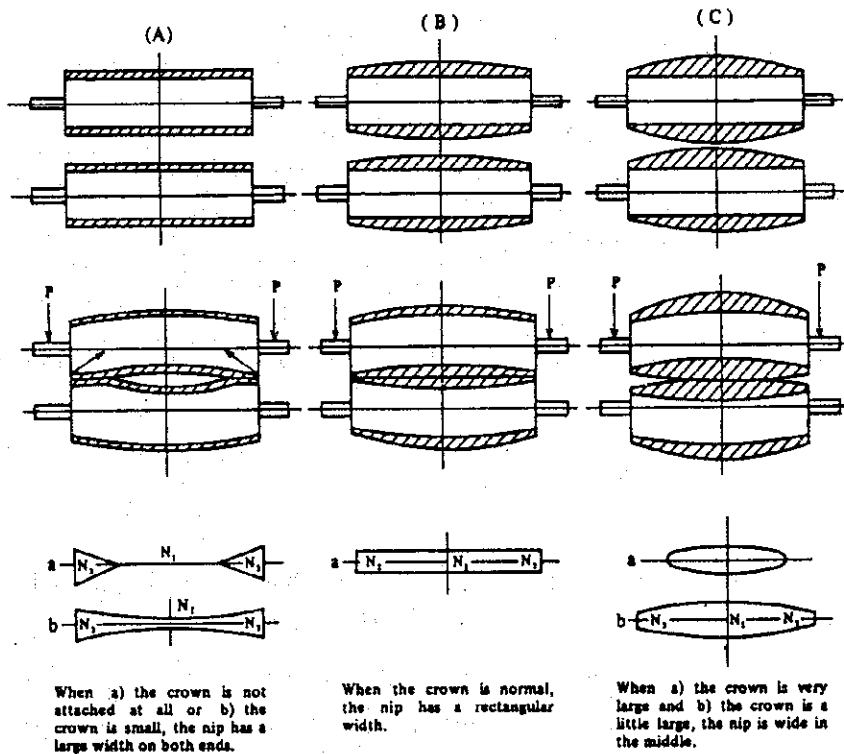 (A) (B) (C)
P P P P P P
a N₂ N₁ N₂
a N₂ N₁ N₂
a
b N₂ N₁ N₂
b N₂ N₁ N₂
When a) the crown is not
attached at all or b) the
crown is small, the nip has a
large width on both ends.
When the crown is normal,
the nip has a rectangular
width.
When a) the crown is very
large and b) the crown is a
little large, the nip is wide in
the middle.